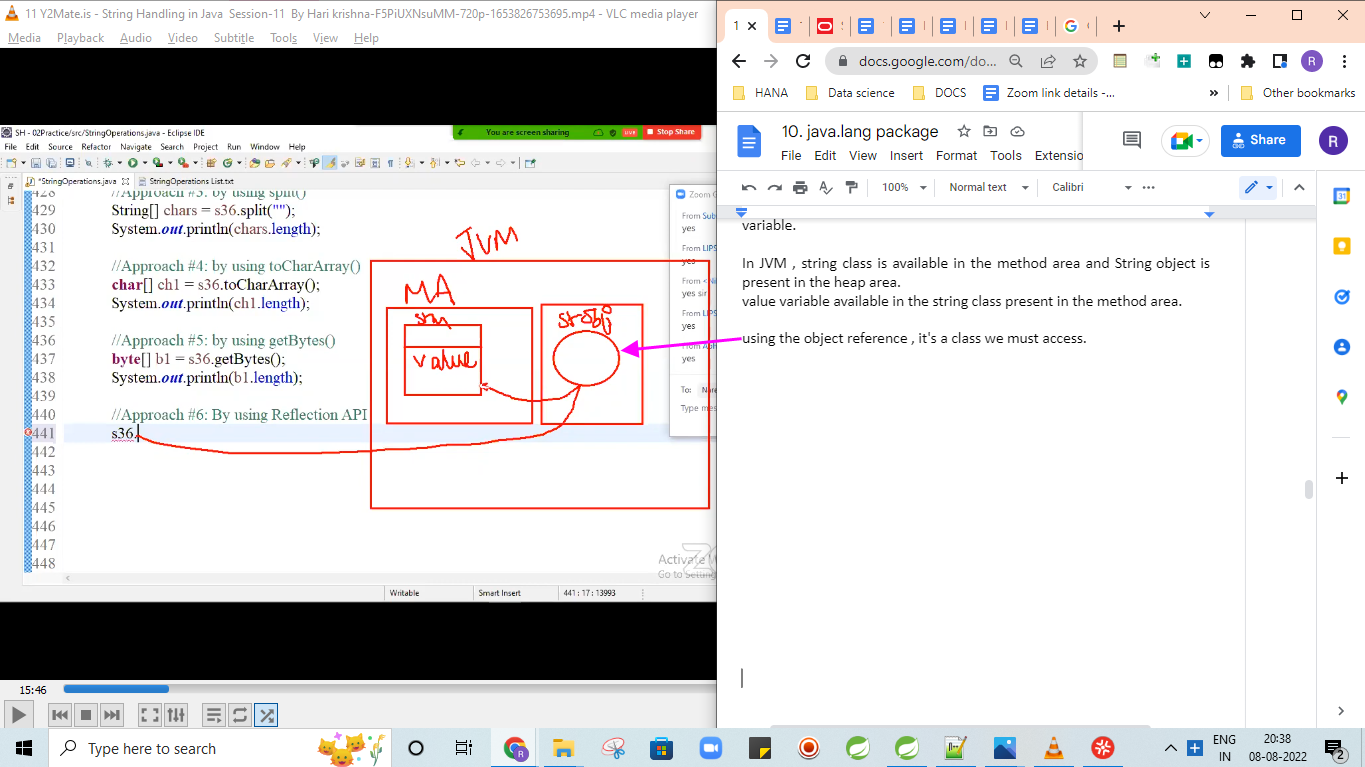 11 Y2Mate.is - String Handling in Java Session-11 By Hari krishna-F5PiUXNsuMM-720p-1653826753695.mp4 - VLC media player
Media Playback Audio Video Subtitle Tools View Help
SH - 02Practice/src/StringOperations.java - Eclipse IDE
You are screen sharing LIVE Stop Share
File Edit Source Refactor Navigate Search Project Run Window Help
*StringOperations.java StringOperations List.txt
428 //Approach #3: by using split()
429 String[] chars = s36.split("");
430 System.out.println(chars.length);
431
432 //Approach #4: by using toCharArray()
433 char[] ch1 = s36.toCharArray();
434 System.out.println(ch1.length);
435
436 //Approach #5: by using getBytes()
437 byte[] b1 = s36.getBytes();
438 System.out.println(b1.length);
439
440 //Approach #6: By using Reflection API
441 s36.
442
443
444
445
446
447
448
JVM
MA
value
Zoom
From Sub
yes
From LIPS
yes
From
yes sir
From LIPS
yes
From
yes
To:
Type mes
Activate
Go to Settings
Writable Smart Insert 441 : 17 : 13993
15:46
1
docs.google.com/do...
R
HANA Data science DOCS Zoom link details -... » Other bookmarks
10. java.lang package
File Edit View Insert Format Tools Extensio
Share
R
100% Normal text Calibri
variable.
In JVM , string class is available in the method area and String object is
present in the heap area.
value variable available in the string class present in the method area.
using the object reference , it's a class we must access.
Type here to search
ENG
IN
20:38
08-08-2022
2